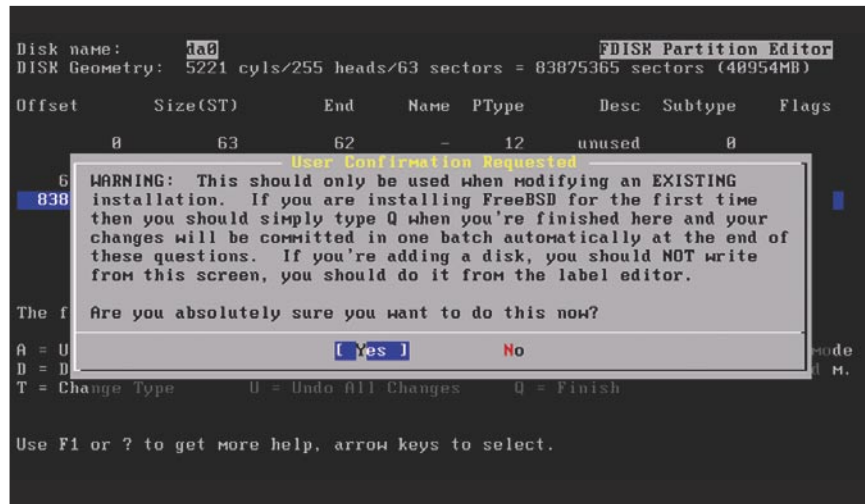 Disk name: da0 FDISK Partition Editor
DISK Geometry: 5221 cyls/255 heads/63 sectors = 83875365 sectors (40954MB)
Offset Size(ST) End Name PType Desc Subtype Flags
0 63 62 - 12 unused 0
User Confirmation Requested
6 WARNING: This should only be used when modifying an EXISTING
838 installation. If you are installing FreeBSD for the first time
then you should simply type Q when you're finished here and your
changes will be committed in one batch automatically at the end of
these questions. If you're adding a disk, you should NOT write
from this screen, you should do it from the label editor.
The f Are you absolutely sure you want to do this now?
A = U [ Yes ] No mode
D = D d m.
T = Change Type U = Undo All Changes Q = Finish
Use F1 or ? to get more help, arrow keys to select.